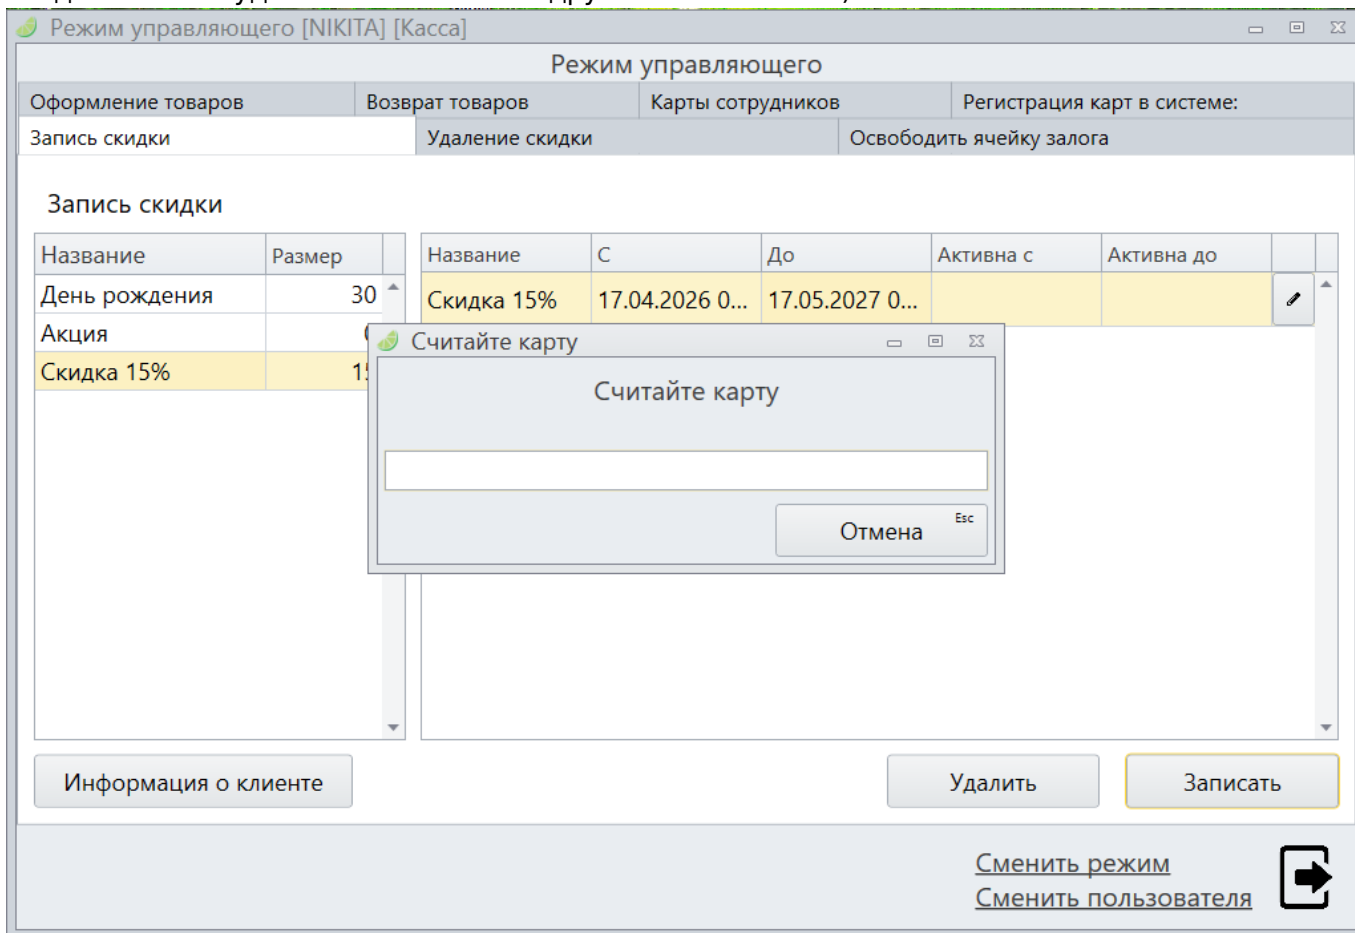 Режим управляющего [NIKITA] [Касса]
Режим управляющего
Оформление товаров Возврат товаров Карты сотрудников Регистрация карт в системе:
Запись скидки Удаление скидки Освободить ячейку залога
Запись скидки
Название Размер
День рождения 30
Акция
Скидка 15%
Название С До Активна с Активна до
Скидка 15% 17.04.2026 0... 17.05.2027 0...
Считайте карту
Считайте карту
Отмена Esc
Информация о клиенте Удалить Записать
Сменить режим
Сменить пользователя